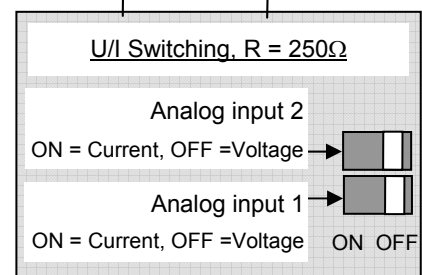 U/I Switching, R = 250Ω
Analog input 2
ON = Current, OFF =Voltage
Analog input 1
ON = Current, OFF =Voltage
ON OFF